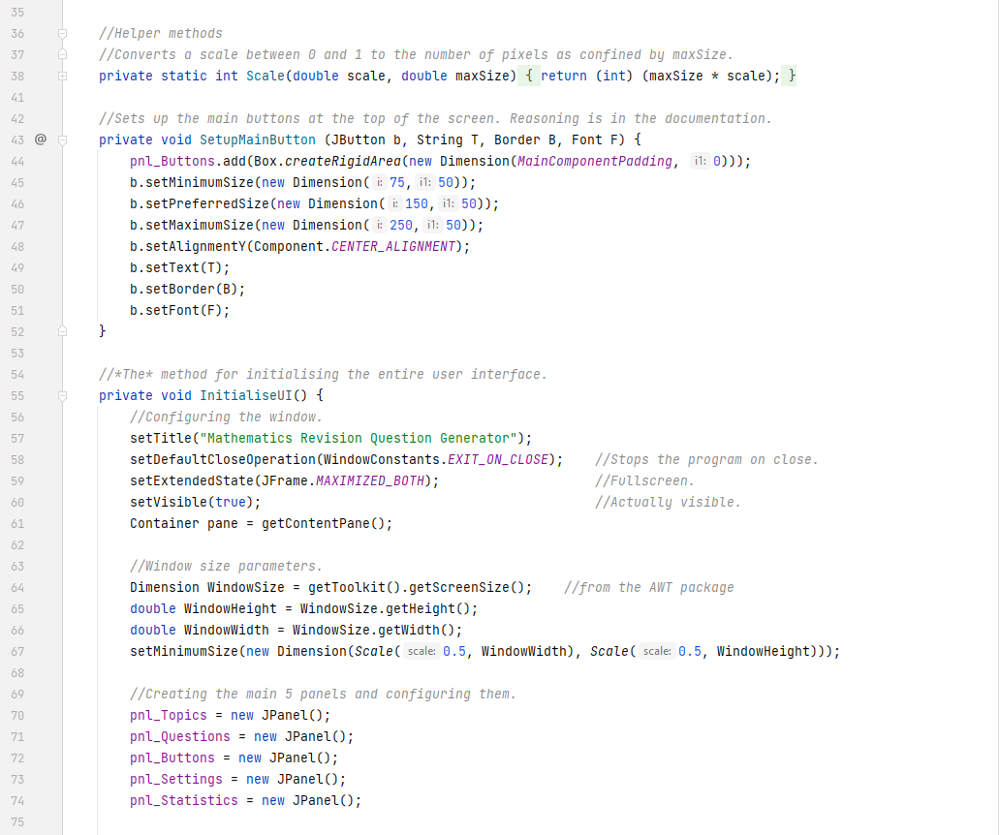 35
36 //Helper methods
37 //Converts a scale between 0 and 1 to the number of pixels as confined by maxSize.
38 private static int Scale(double scale, double maxSize) { return (int) (maxSize * scale); }
41
42 //Sets up the main buttons at the top of the screen. Reasoning is in the documentation.
43 @ private void SetupMainButton (JButton b, String T, Border B, Font F) {
44 pnl_Buttons.add(Box.createRigidArea(new Dimension(MainComponentPadding, i1: 0)));
45 b.setMinimumSize(new Dimension( i: 75, i1: 50));
46 b.setPreferredSize(new Dimension( i: 150, i1: 50));
47 b.setMaximumSize(new Dimension( i: 250, i1: 50));
48 b.setAlignmentY(Component.CENTER_ALIGNMENT);
49 b.setText(T);
50 b.setBorder(B);
51 b.setFont(F);
52 }
53
54 //*The* method for initialising the entire user interface.
55 private void InitialiseUI() {
56 //Configuring the window.
57 setTitle("Mathematics Revision Question Generator");
58 setDefaultCloseOperation(WindowConstants.EXIT_ON_CLOSE); //Stops the program on close.
59 setExtendedState(JFrame.MAXIMIZED_BOTH); //Fullscreen.
60 setVisible(true); //Actually visible.
61 Container pane = getContentPane();
62
63 //Window size parameters.
64 Dimension WindowSize = getToolkit().getScreenSize(); //from the AWT package
65 double WindowHeight = WindowSize.getHeight();
66 double WindowWidth = WindowSize.getWidth();
67 setMinimumSize(new Dimension(Scale( scale: 0.5, WindowWidth), Scale( scale: 0.5, WindowHeight)));
68
69 //Creating the main 5 panels and configuring them.
70 pnl_Topics = new JPanel();
71 pnl_Questions = new JPanel();
72 pnl_Buttons = new JPanel();
73 pnl_Settings = new JPanel();
74 pnl_Statistics = new JPanel();
75